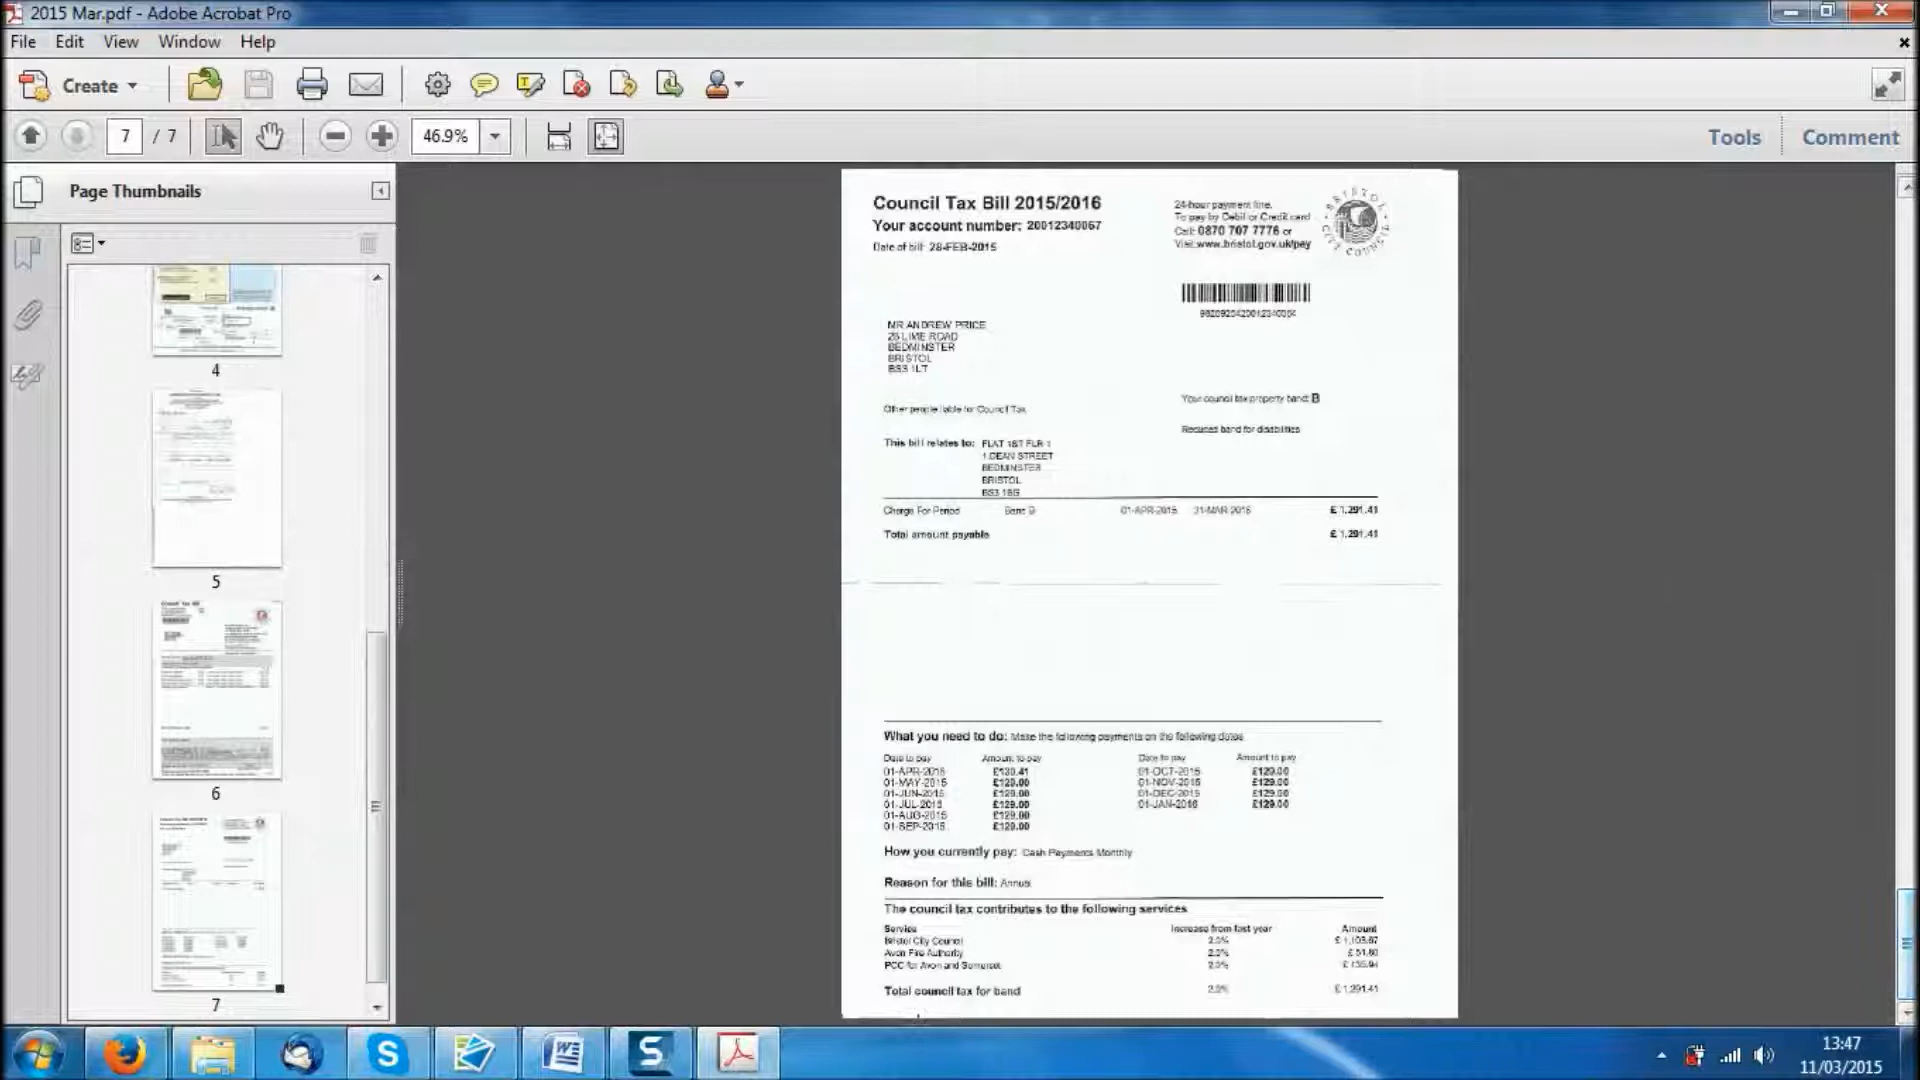 2015 Mar.pdf - Adobe Acrobat Pro
File Edit View Window Help
Create
7 / 7 46.9% Tools Comment
Page Thumbnails
4
5
6
7
Council Tax Bill 2015/2016
Your account number: 20012340067
Date of bill: 28-FEB-2015
24-hour payment line.
To pay by Debit or Credit card
Call: 0870 707 7776 or
Visit www.bristol.gov.uk/pay
BRISTOL CITY COUNCIL
MR ANDREW PRICE
LIME ROAD
BEDMINSTER
BRISTOL
BS3 1LT
Other people liable for Council Tax
Your council tax property band: B
Reduced band for disabilities
This bill relates to: FLAT 1ST FLR 1
1 DEAN STREET
BEDMINSTER
BRISTOL
BS3
Charge For Period Band B 01-APR-2015 31-MAR-2016 £ 1,291.41
Total amount payable £ 1,291.41
What you need to do: Make the following payments on the following dates
Date to pay Amount to pay Date to pay Amount to pay
01-APR-2015 £130.41 01-OCT-2015 £129.00
01-MAY-2015 £129.00 01-NOV-2015 £129.00
01-JUN-2015 £129.00 01-DEC-2015 £129.00
01-JUL-2015 £129.00 01-JAN-2016 £129.00
01-AUG-2015 £129.00
01-SEP-2015 £129.00
How you currently pay: Cash Payments Monthly
Reason for this bill: Annual
The council tax contributes to the following services
Service Increase from last year Amount
Bristol City Council 2.0% £ 1,103.67
Avon Fire Authority 2.0%
PCC for Avon and Somerset 2.0%
Total council tax for band 2.0% £ 1,291.41
13:47
11/03/2015